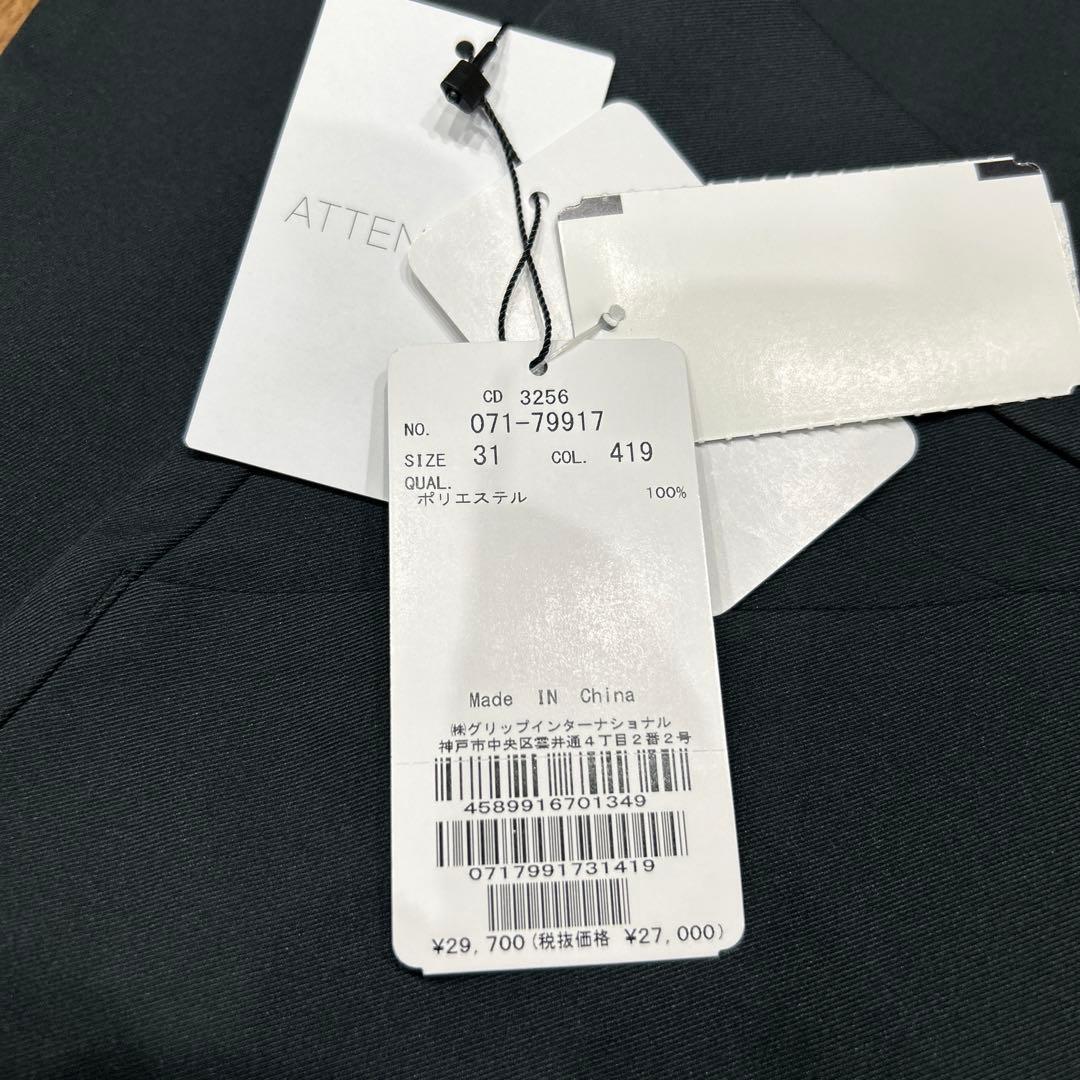 ATTEN
CD 3256
NO. 071-79917
SIZE 31 COL. 419
QUAL.
ポリエステル 100%
Made IN China
㈱グリップインターナショナル
神戸市中央区雲井通4丁目2番2号
4589916701349
0717991731419
¥29,700(税抜価格 ¥27,000)